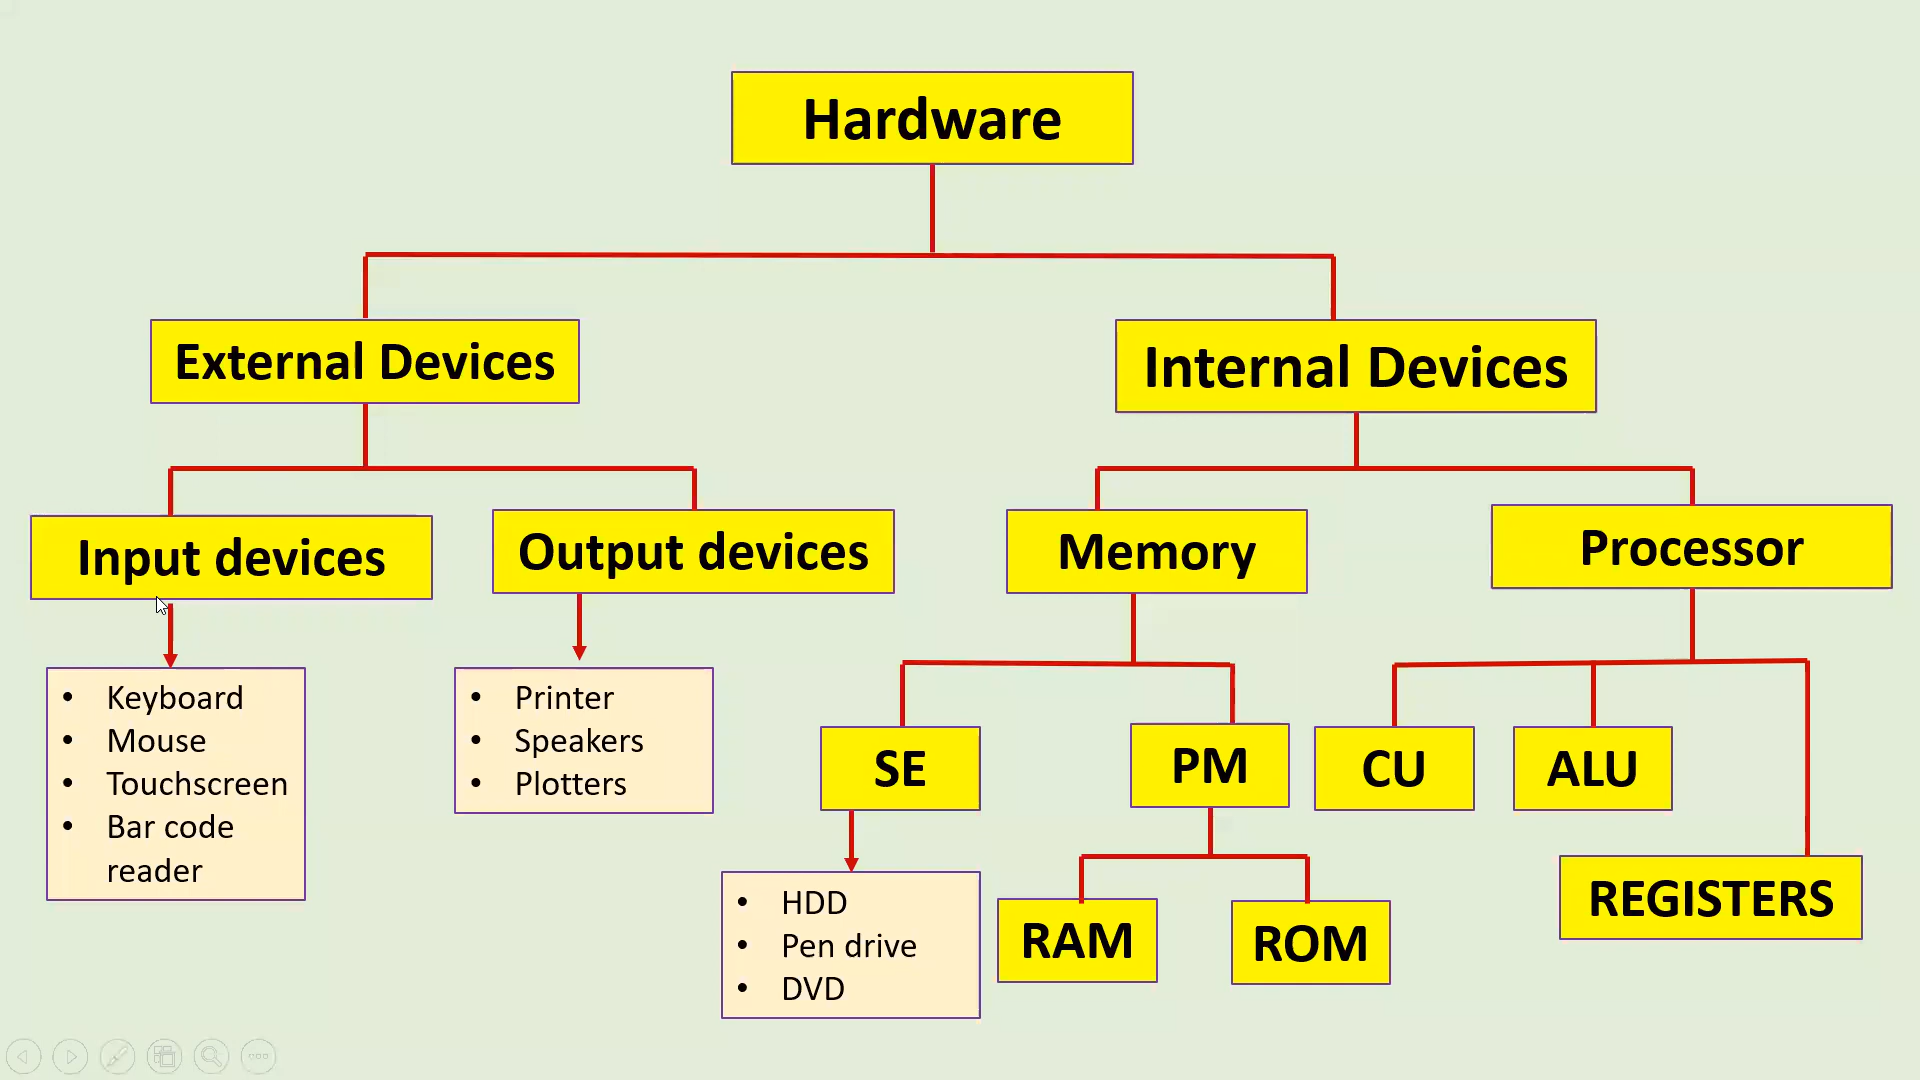 Hardware
External Devices
Internal Devices
Input devices
Output devices
Memory
Processor
• Keyboard
• Mouse
• Touchscreen
• Bar code
reader
• Printer
• Speakers
• Plotters
SE
PM
CU
ALU
• HDD
• Pen drive
• DVD
RAM
ROM
REGISTERS